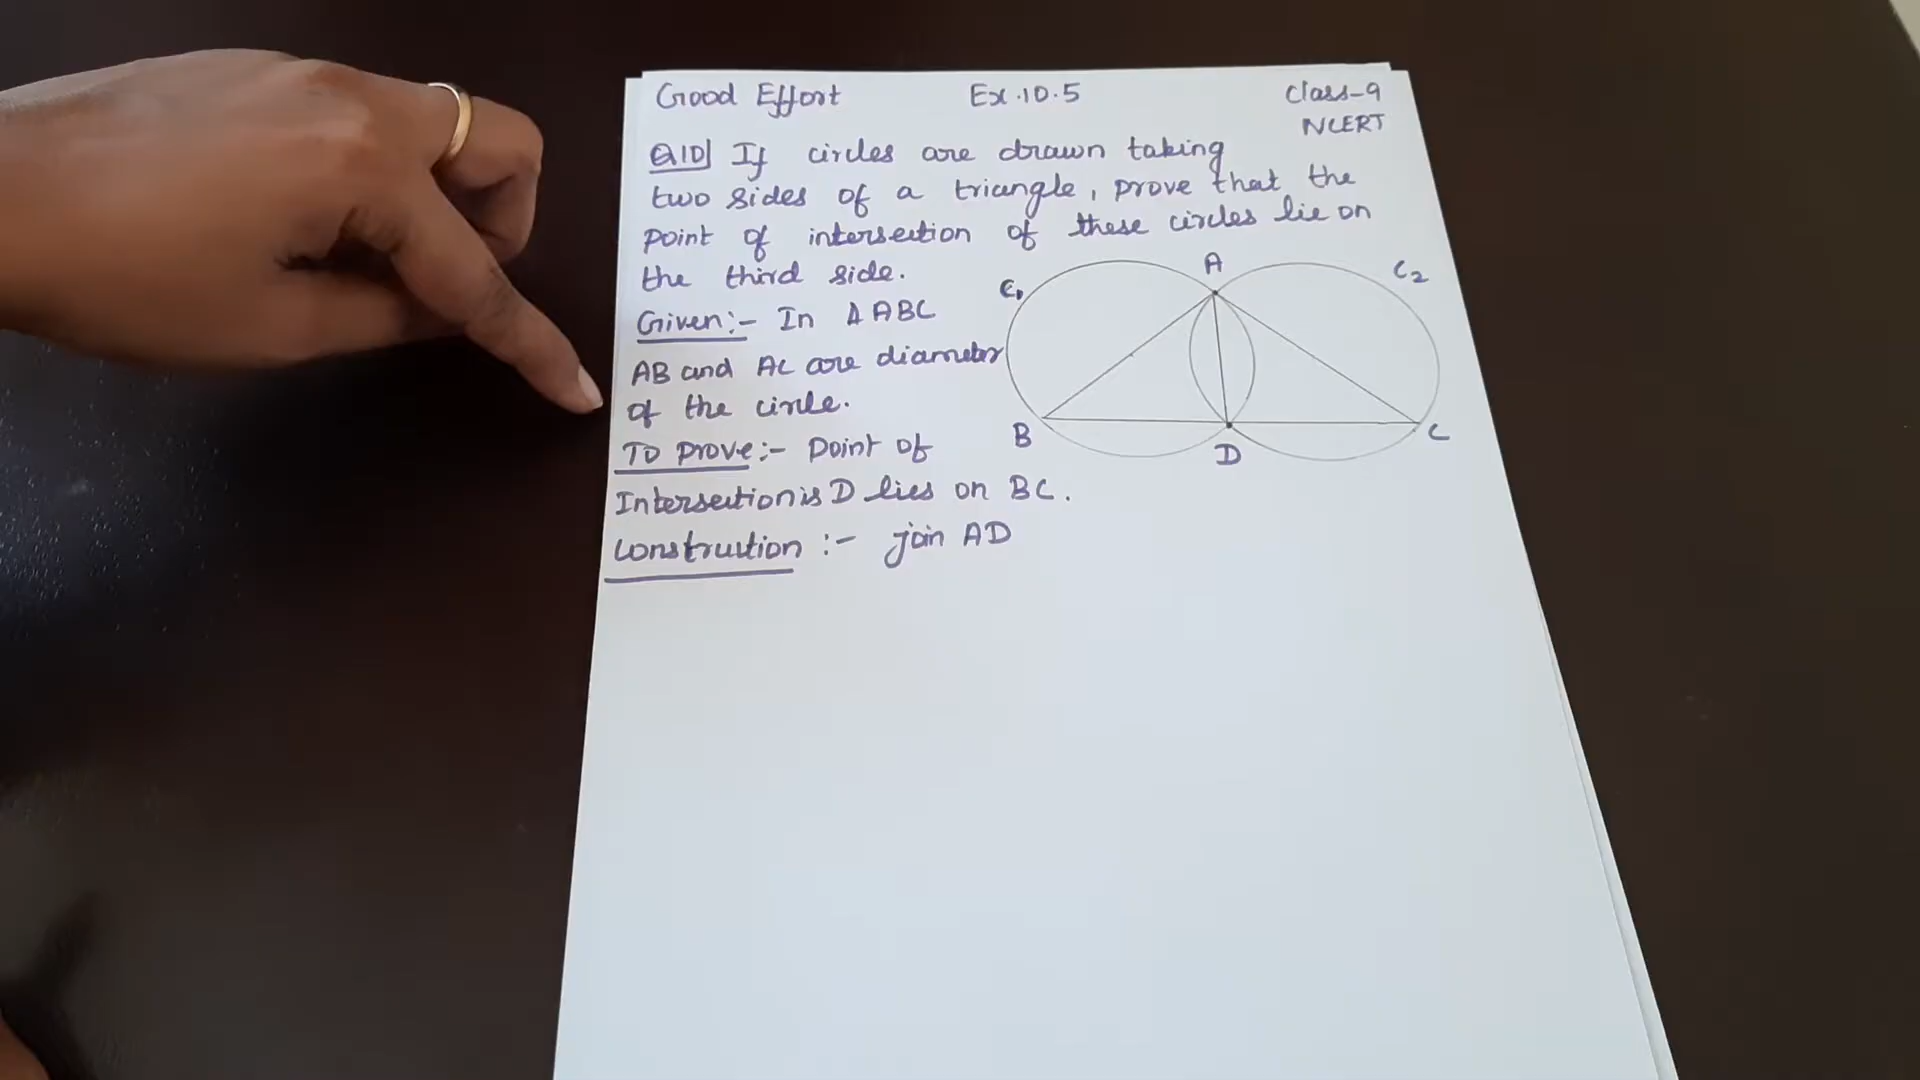 Good Effort Ex.10.5 Class-9
NCERT
Q10] If circles are drawn taking
two sides of a triangle, prove that the
point of intersection of these circles lie on
the third side.
Given:- In ΔABC
AB and AC are diameter
of the circle.
To prove:- point of
Intersection is D lies on BC.
Construction :- join AD
A
C1
C2
B
D
C